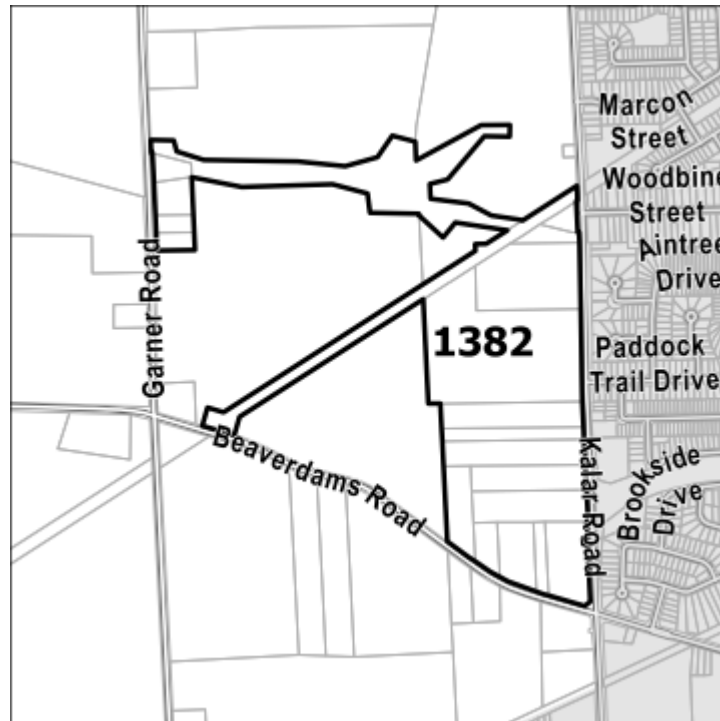 Marcon
Street
Woodbine
Street
Aintree
Drive
Garner Road
1382
Paddock
Trail Drive
Beaverdams Road
Kalar Road
Brookside
Drive